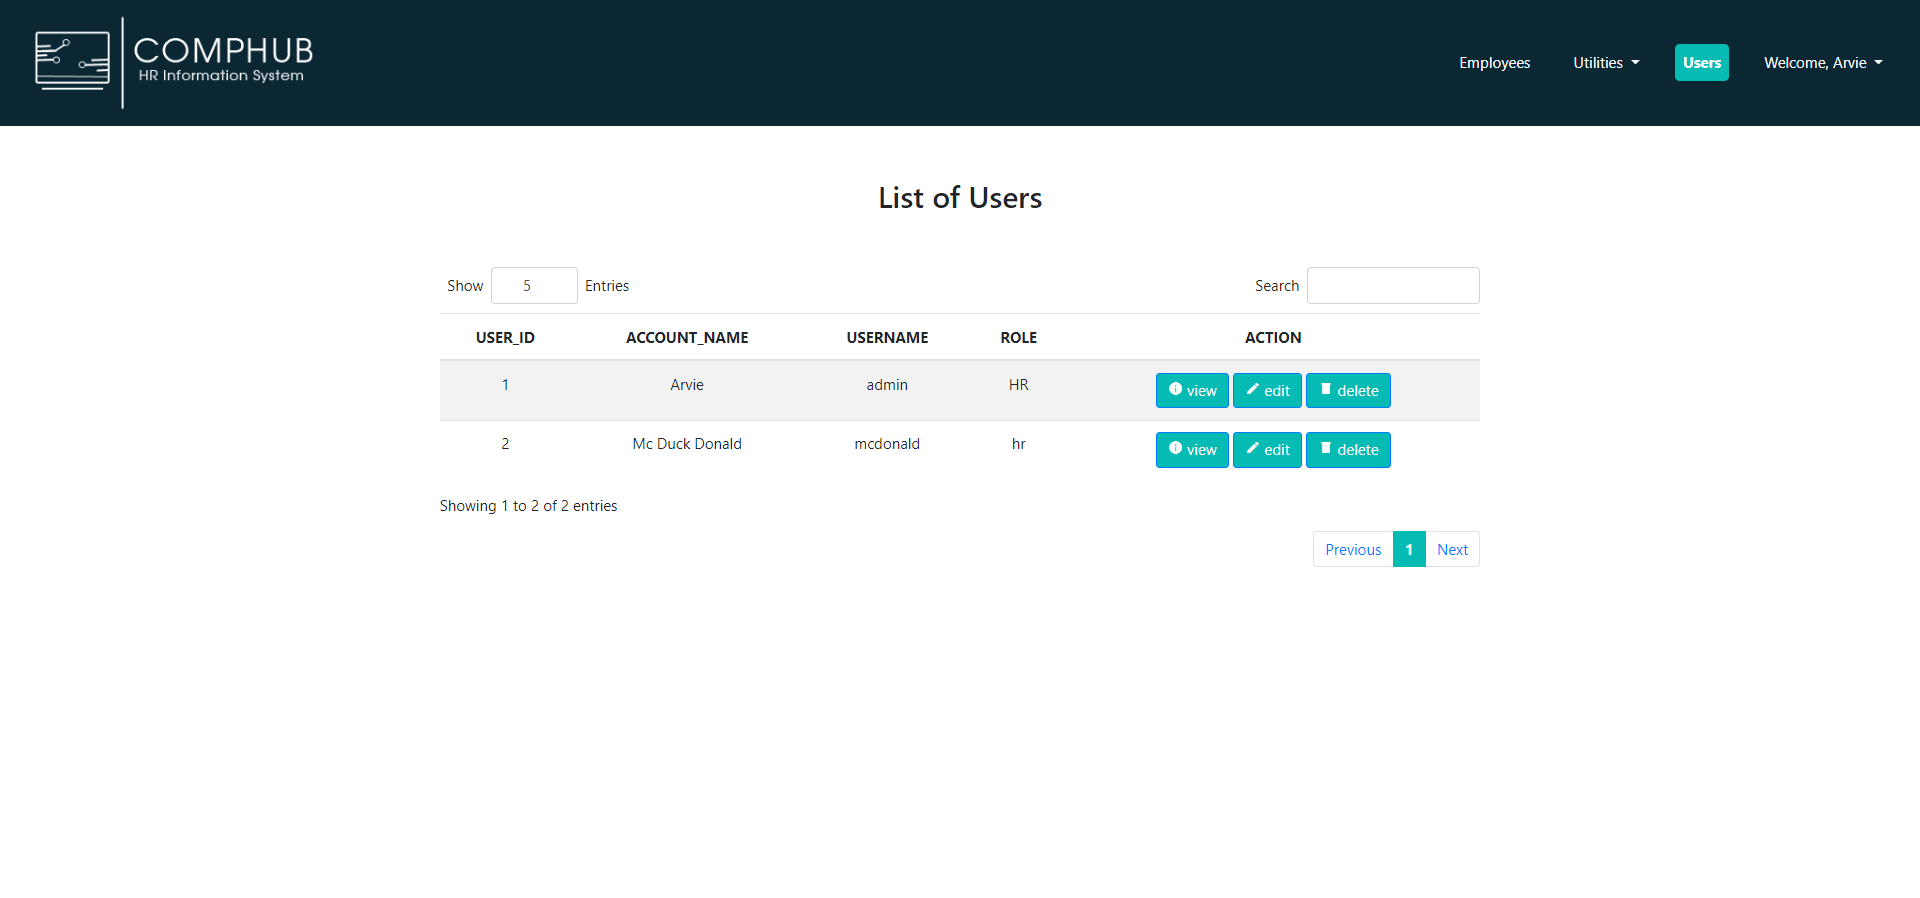 COMPHUB
HR Information System
Employees Utilities Users Welcome, Arvie
List of Users
Show 5 Entries Search
USER_ID ACCOUNT_NAME USERNAME ROLE ACTION
1 Arvie admin HR view edit delete
2 Mc Duck Donald mcdonald hr view edit delete
Showing 1 to 2 of 2 entries
Previous 1 Next